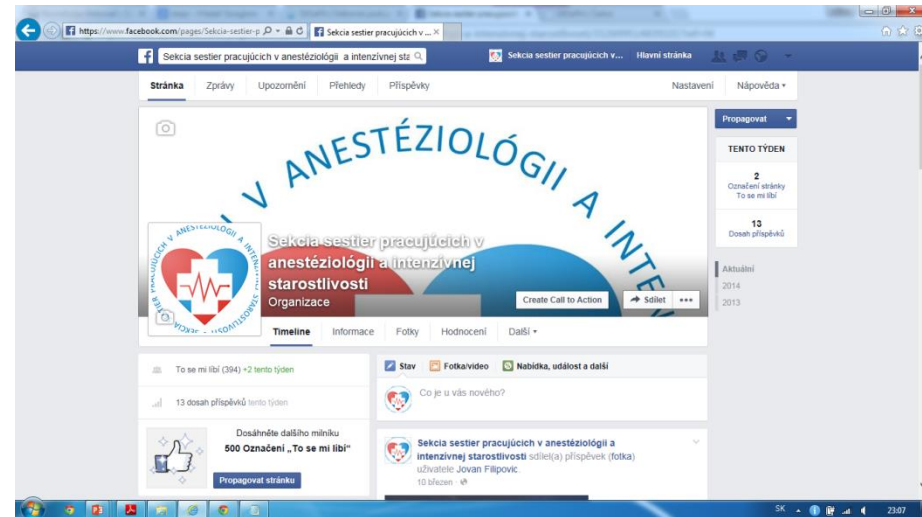 https://www.facebook.com/pages/Sekcia-sestier-p
Sekcia sestier pracujících v ...
Sekcia sestier pracujúcich v anestéziológii a intenzívnej sta
Sekcia sestier pracujúcich v...
Hlavní stránka
Stránka Zprávy Upozornění Přehledy Příspěvky Nastavení Nápověda
V ANESTÉZIOLÓGII A INTE
Sekcia sestier pracujúcich v
anestéziológii a intenzívnej
starostlivosti
Organizace
Create Call to Action
Sdílet
Timeline Informace Fotky Hodnocení Další
Propagovat
TENTO TÝDEN
2
Označení stránky
To se mi líbí
13
Dosah příspěvků
Aktuální
2014
2013
To se mi líbí (394) +2 tento týden
13 dosah příspěvků tento týden
Dosáhněte dalšího milníku
500 Označení „To se mi líbí"
Propagovat stránku
Stav Fotka/video Nabídka, událost a další
Co je u vás nového?
Sekcia sestier pracujúcich v anestéziológii a
intenzívnej starostlivosti sdílel(a) příspěvek (fotka)
uživatele Jovan Filipovic.
10 březen
SK 23:07